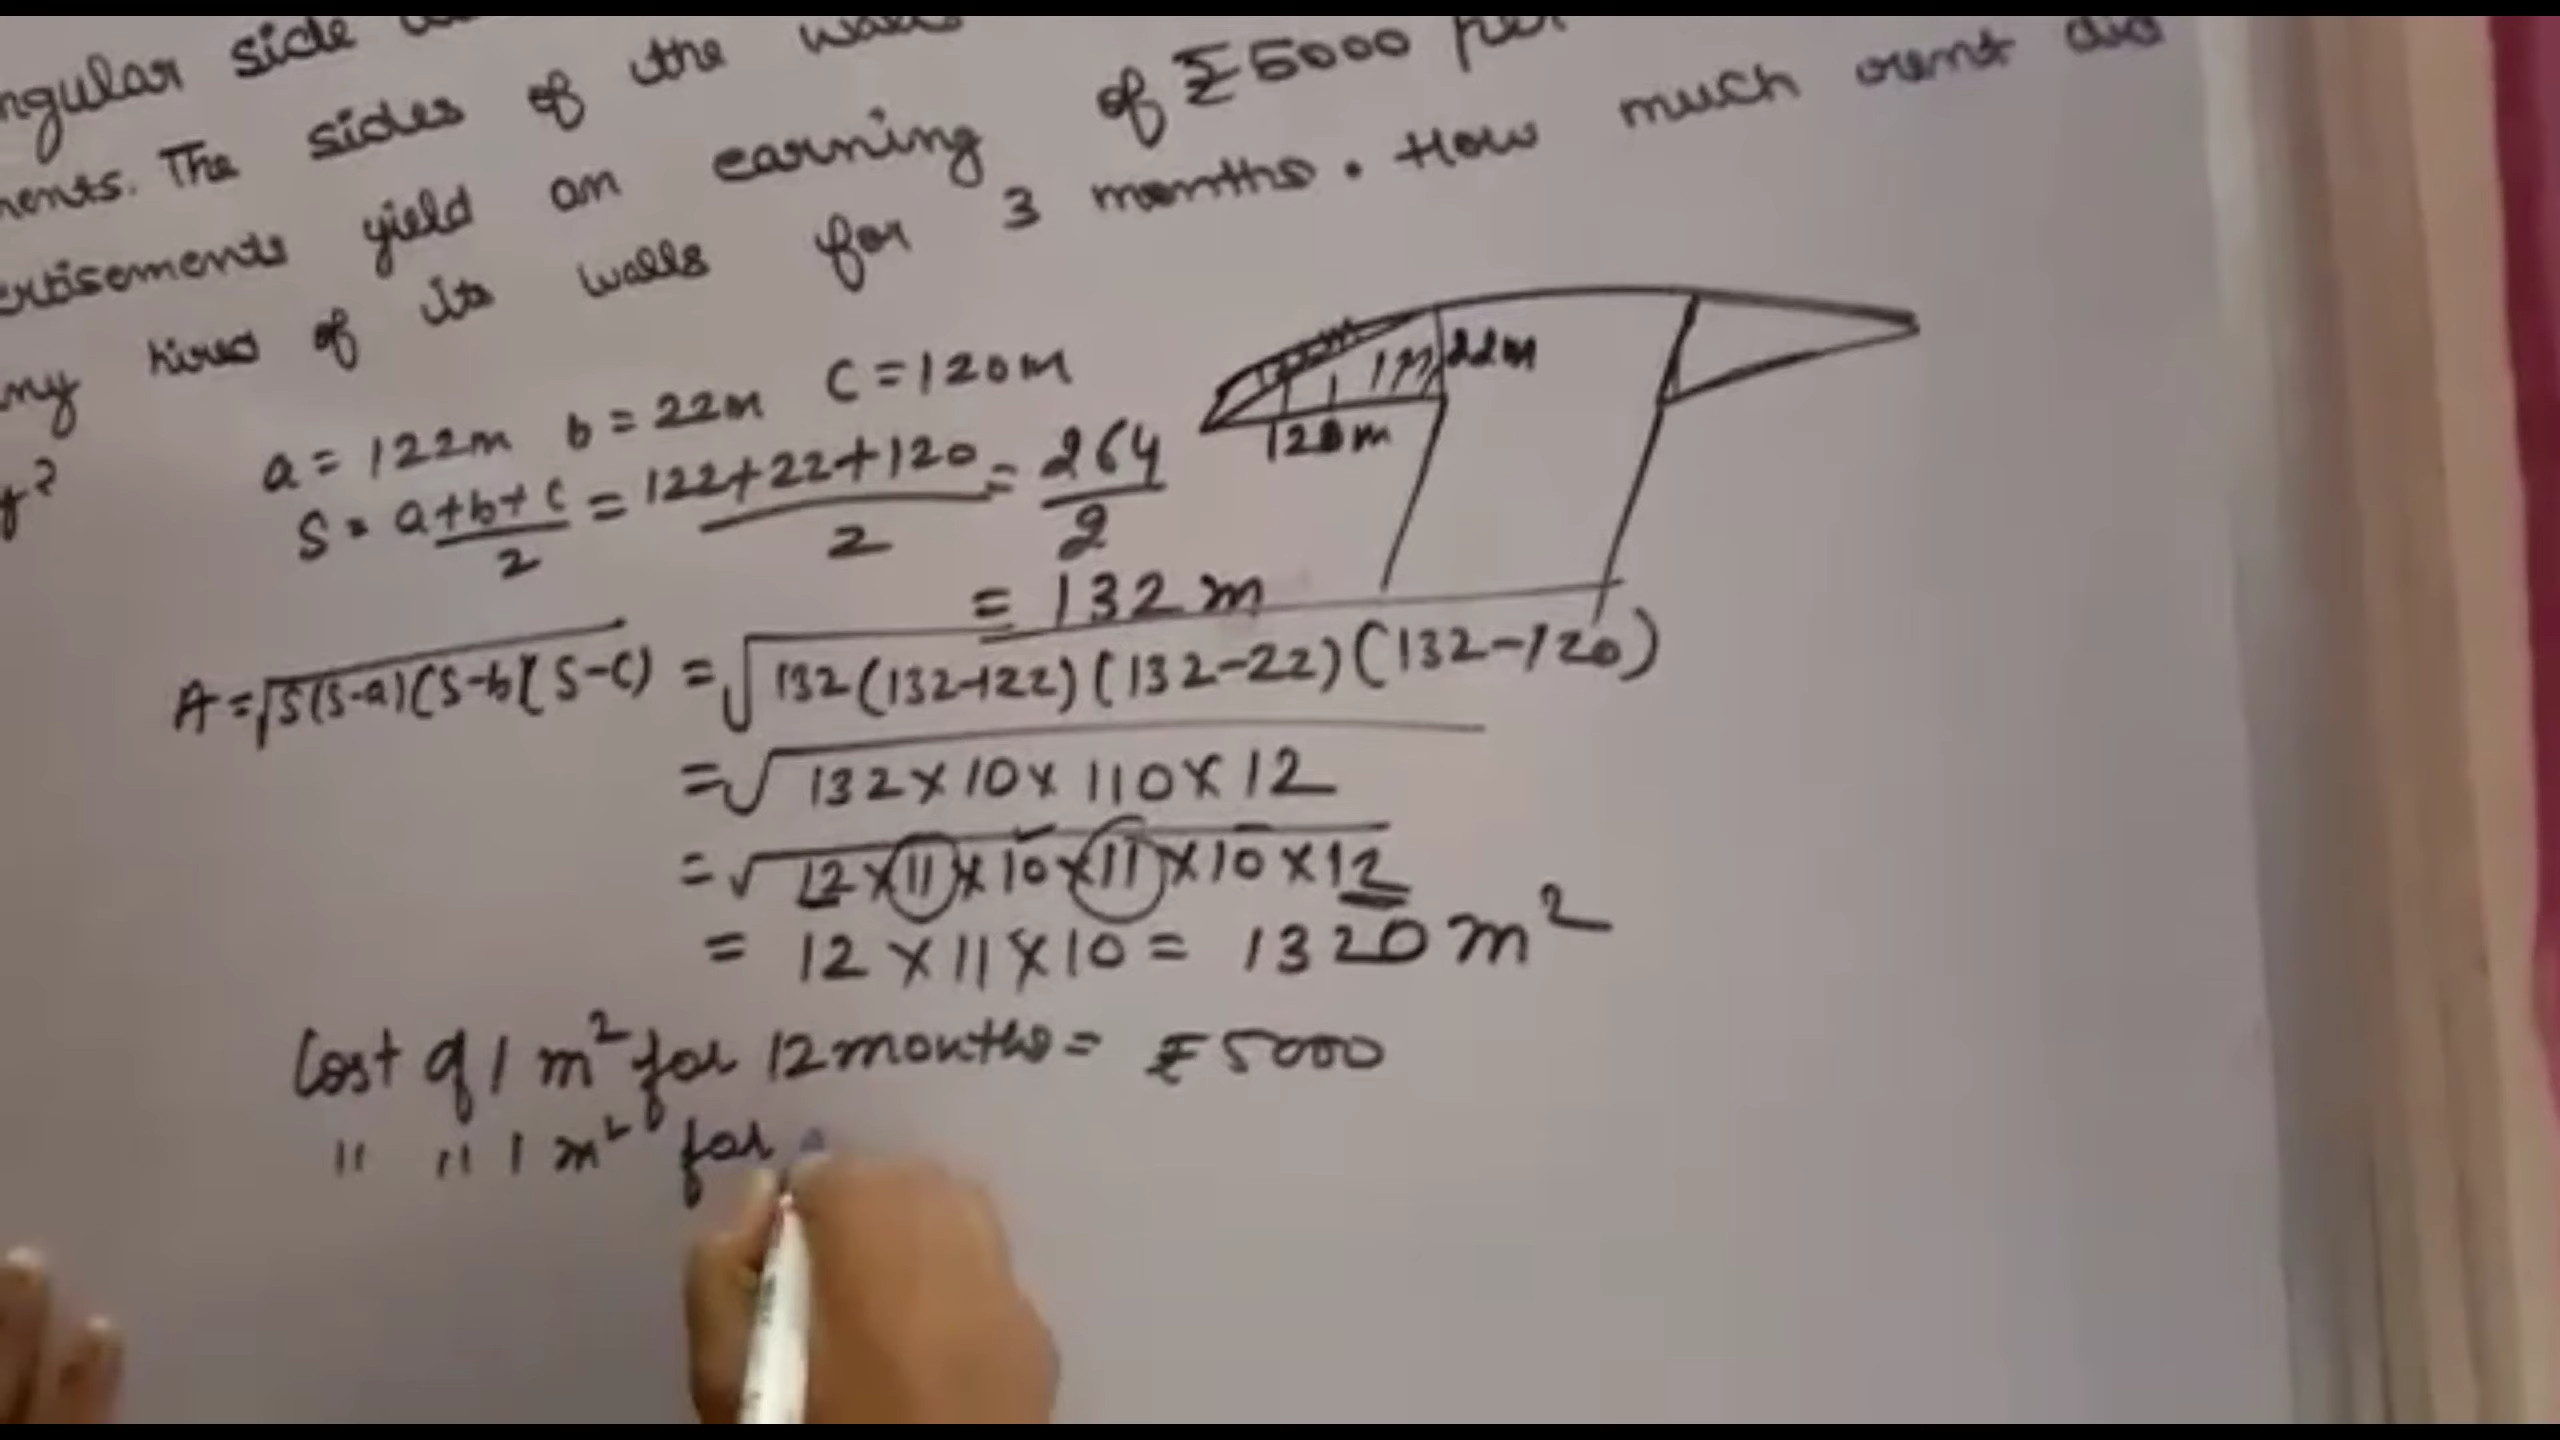 ngular side
nents. The sides of the walls
ertisements yield an earning of ₹5000 per
my hired of its walls for 3 months. How much rent did
y?
a = 122m b = 22m C = 120m
22m
120m
S = a+b+c/2 = 122+22+120/2 = 264/2
= 132 m
A = √S(S-a)(S-b)(S-C) = √132(132-122)(132-22)(132-120)
= √132×10×110×12
= √12×11×10×11×10×12
= 12×11×10 = 1320 m²
Cost of 1 m² for 12 months = ₹5000
" " 1 m² for